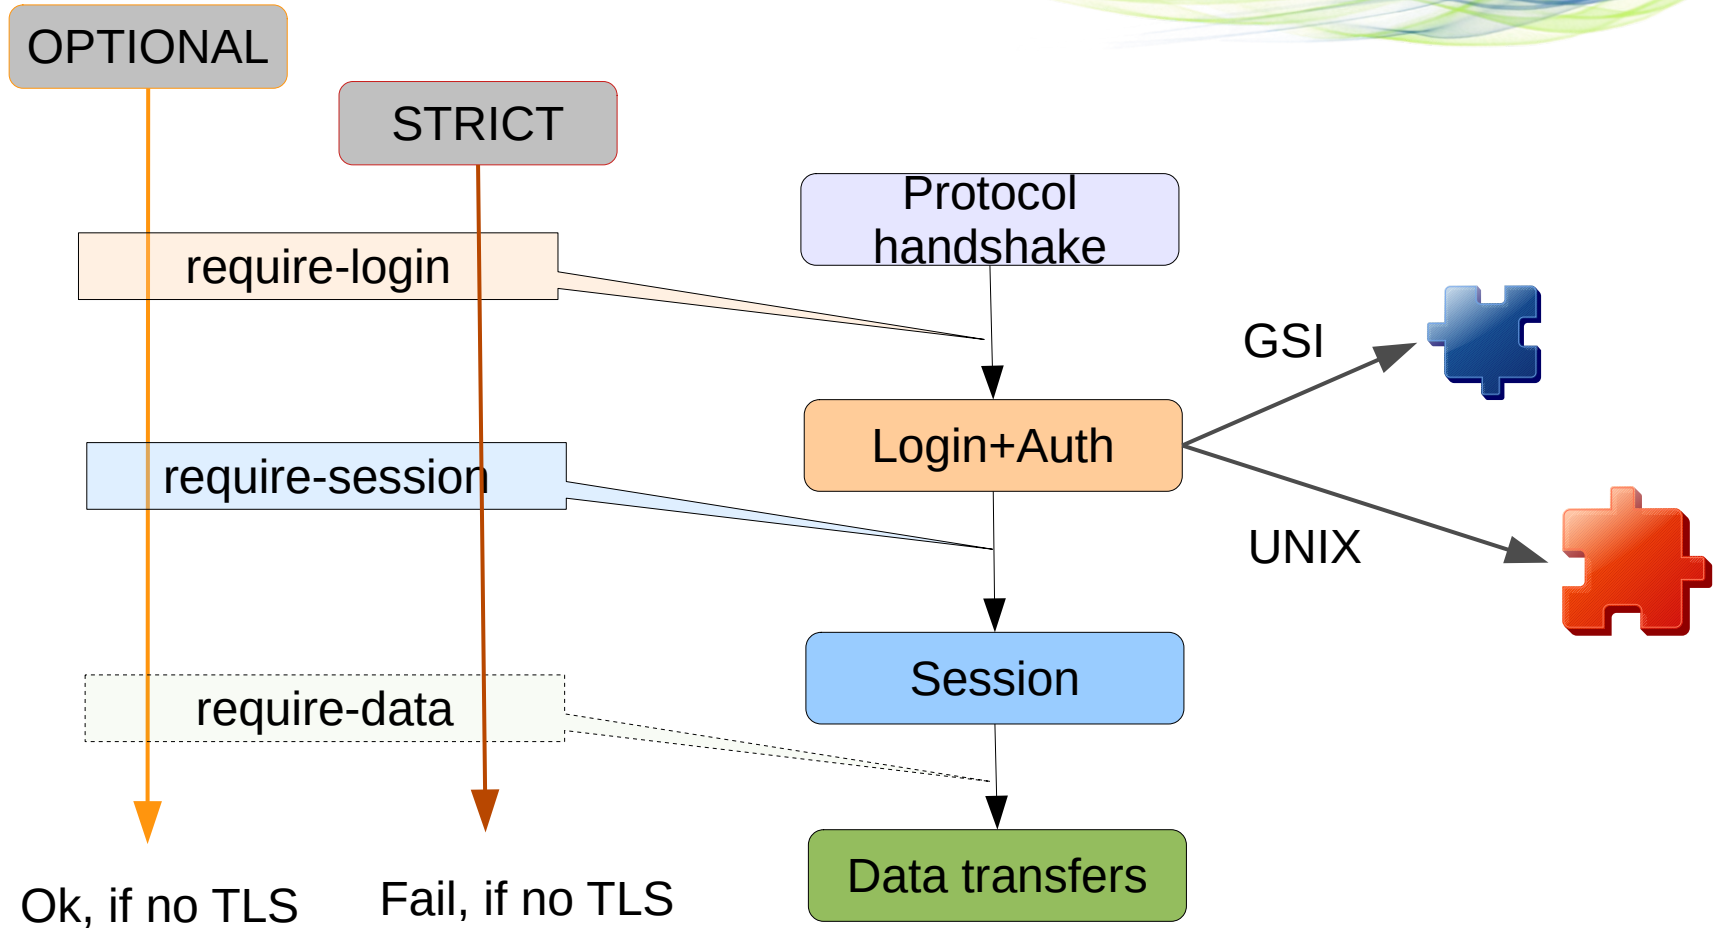 OPTIONAL
STRICT
Protocol
handshake
require-login
GSI
Login+Auth
require-session
UNIX
Session
require-data
Data transfers
Ok, if no TLS
Fail, if no TLS